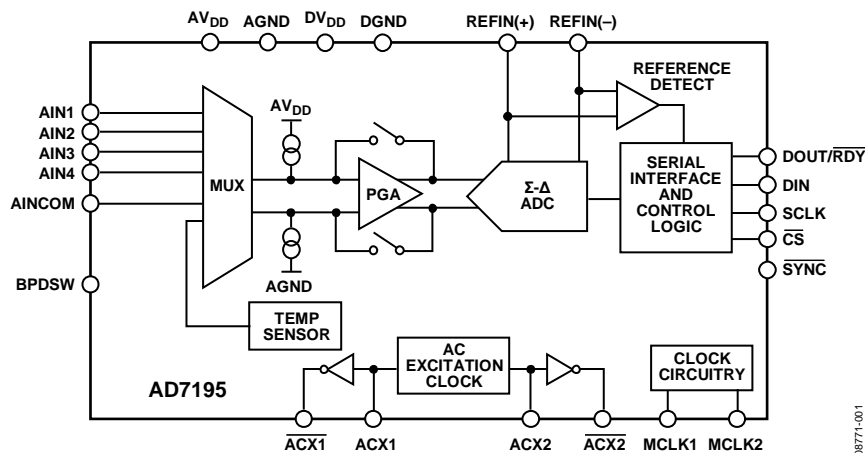 AVDD AGND DVDD DGND REFIN(+) REFIN(–)
REFERENCE
DETECT
AIN1
AIN2
AIN3
AIN4
AINCOM
BPDSW
MUX
AVDD
AGND
PGA
Σ-Δ
ADC
SERIAL
INTERFACE
AND
CONTROL
LOGIC
DOUT/RDY
DIN
SCLK
CS
SYNC
TEMP
SENSOR
AC
EXCITATION
CLOCK
CLOCK
CIRCUITRY
AD7195
ACX1 ACX1 ACX2 ACX2 MCLK1 MCLK2
08771-001